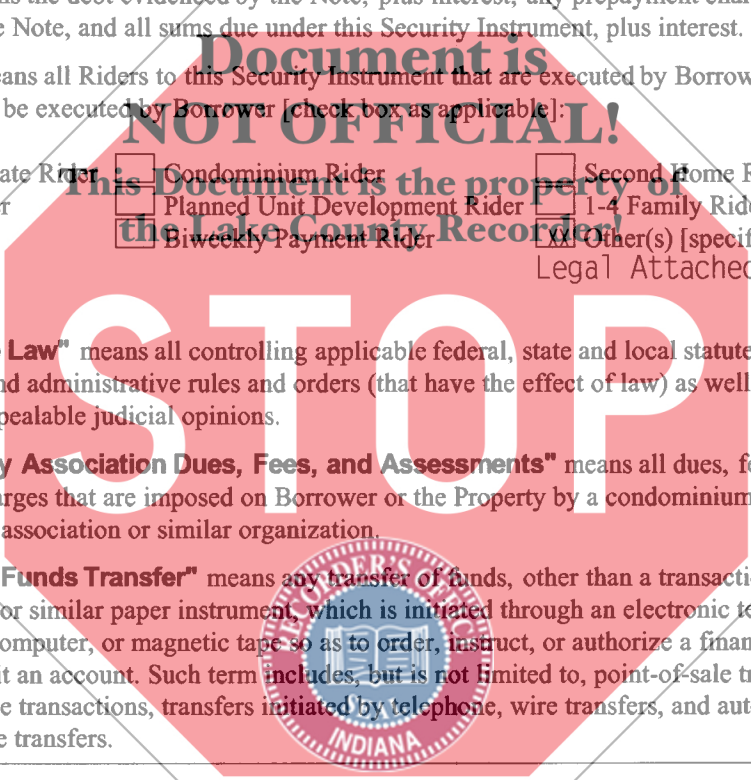 ns the debt evidenced by the Note, plus interest, any prepayment char
e Note, and all sums due under this Security Instrument, plus interest.
Document is
eans all Riders to this Security Instrument that are executed by Borrow
be executed by Borrower [check box as applicable]:
NOT OFFICIAL!
ate Rider Condominium Rider Second Home R
This Document is the property of
r Planned Unit Development Rider 1-4 Family Ride
the Lake County Recorder!
Biweekly Payment Rider XX Other(s) [specif
Legal Attached
STOP
Law" means all controlling applicable federal, state and local statute
nd administrative rules and orders (that have the effect of law) as well
pealable judicial opinions.
y Association Dues, Fees, and Assessments" means all dues, fe
arges that are imposed on Borrower or the Property by a condominium
association or similar organization.
Funds Transfer" means any transfer of funds, other than a transacti
or similar paper instrument, which is initiated through an electronic te
omputer, or magnetic tape so as to order, instruct, or authorize a finan
it an account. Such term includes, but is not limited to, point-of-sale tr
e transactions, transfers initiated by telephone, wire transfers, and aut
e transfers.
RECORDER'S OFFICE
SEAL
INDIANA